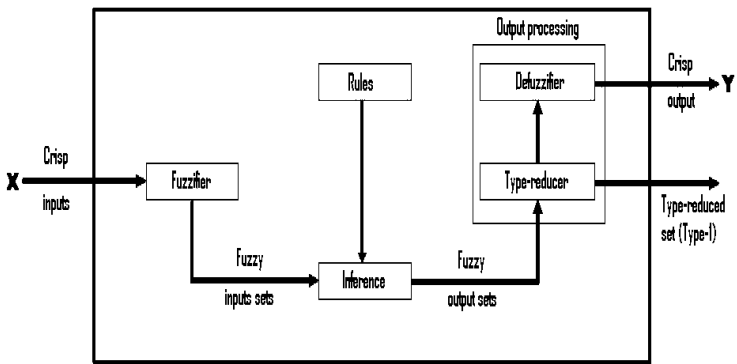 Output processing
Rules
Defuzzifier
Crisp
output
Y
X
Crisp
inputs
Fuzzifier
Type-reducer
Type-reduced
set (Type-1)
Fuzzy
inputs sets
Inference
Fuzzy
output sets